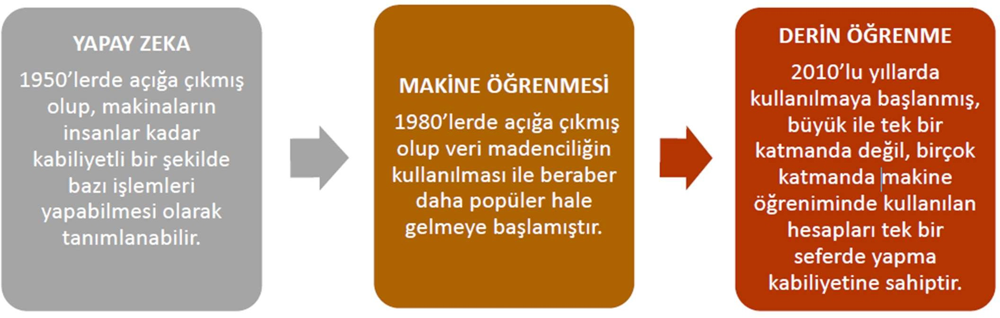 YAPAY ZEKA
1950’lerde açığa çıkmış
olup, makinaların
insanlar kadar
kabiliyetli bir şekilde
bazı işlemleri
yapabilmesi olarak
tanımlanabilir.
MAKİNE ÖĞRENMESİ
1980’lerde açığa çıkmış
olup veri madenciliğin
kullanılması ile beraber
daha popüler hale
gelmeye başlamıştır.
DERİN ÖĞRENME
2010’lu yıllarda
kullanılmaya başlanmış,
büyük ile tek bir
katmanda değil, birçok
katmanda makine
öğreniminde kullanılan
hesapları tek bir
seferde yapma
kabiliyetine sahiptir.